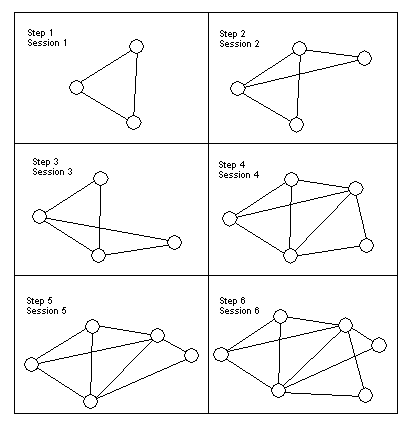 Step 1
Session 1
Step 2
Session 2
Step 3
Session 3
Step 4
Session 4
Step 5
Session 5
Step 6
Session 6